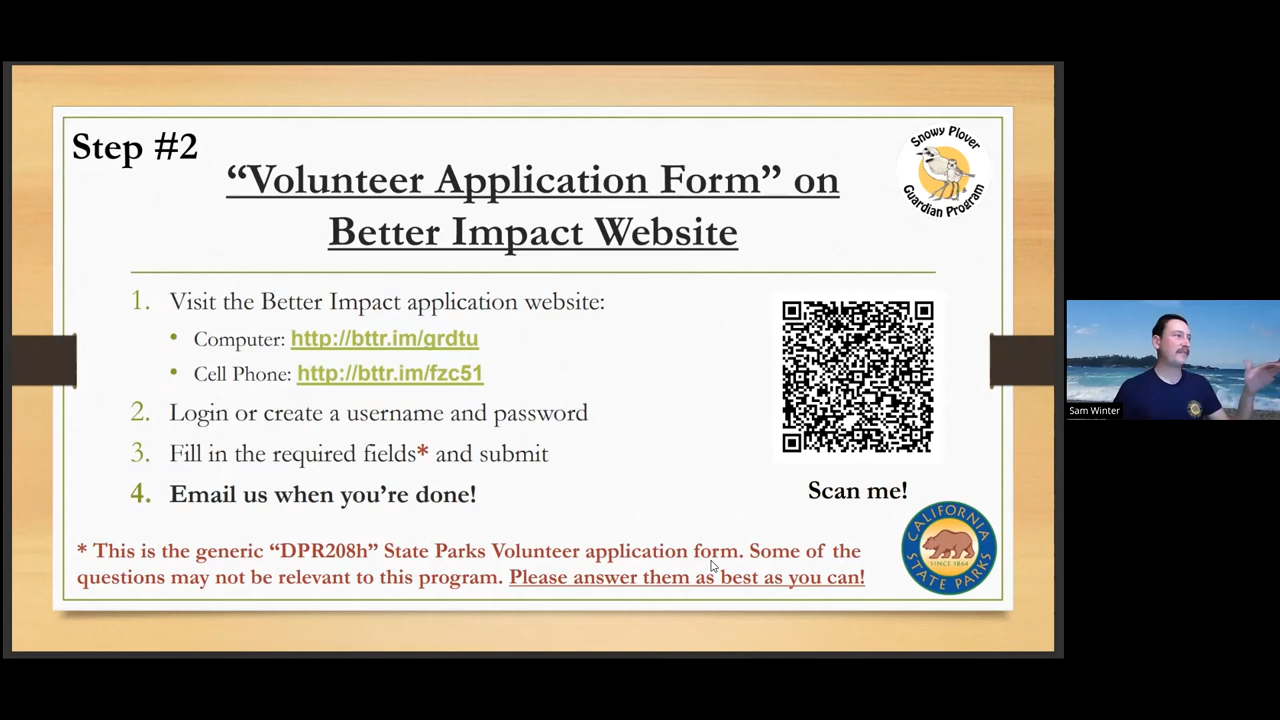 Step #2
“Volunteer Application Form” on
Better Impact Website
Snowy Plover
Guardian Program
1. Visit the Better Impact application website:
• Computer: http://bttr.im/grdtu
• Cell Phone: http://bttr.im/fzc51
2. Login or create a username and password
3. Fill in the required fields* and submit
4. Email us when you’re done!
Scan me!
* This is the generic “DPR208h” State Parks Volunteer application form. Some of the
questions may not be relevant to this program. Please answer them as best as you can!
CALIFORNIA
SINCE 1864
STATE PARKS
Sam Winter